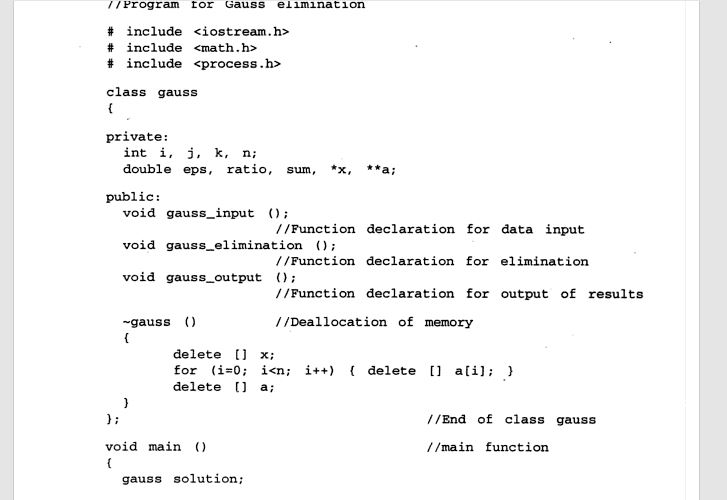 //Program for Gauss elimination
# include <iostream.h>
# include <math.h>
# include <process.h>
class gauss
{
private:
int i, j, k, n;
double eps, ratio, sum, *x, **a;
public:
void gauss_input ();
//Function declaration for data input
void gauss_elimination ();
//Function declaration for elimination
void gauss_output ();
//Function declaration for output of results
~gauss () //Deallocation of memory
{
delete [] x;
for (i=0; i<n; i++) { delete [] a[i]; }
delete [] a;
}
}; //End of class gauss
void main () //main function
{
gauss solution;